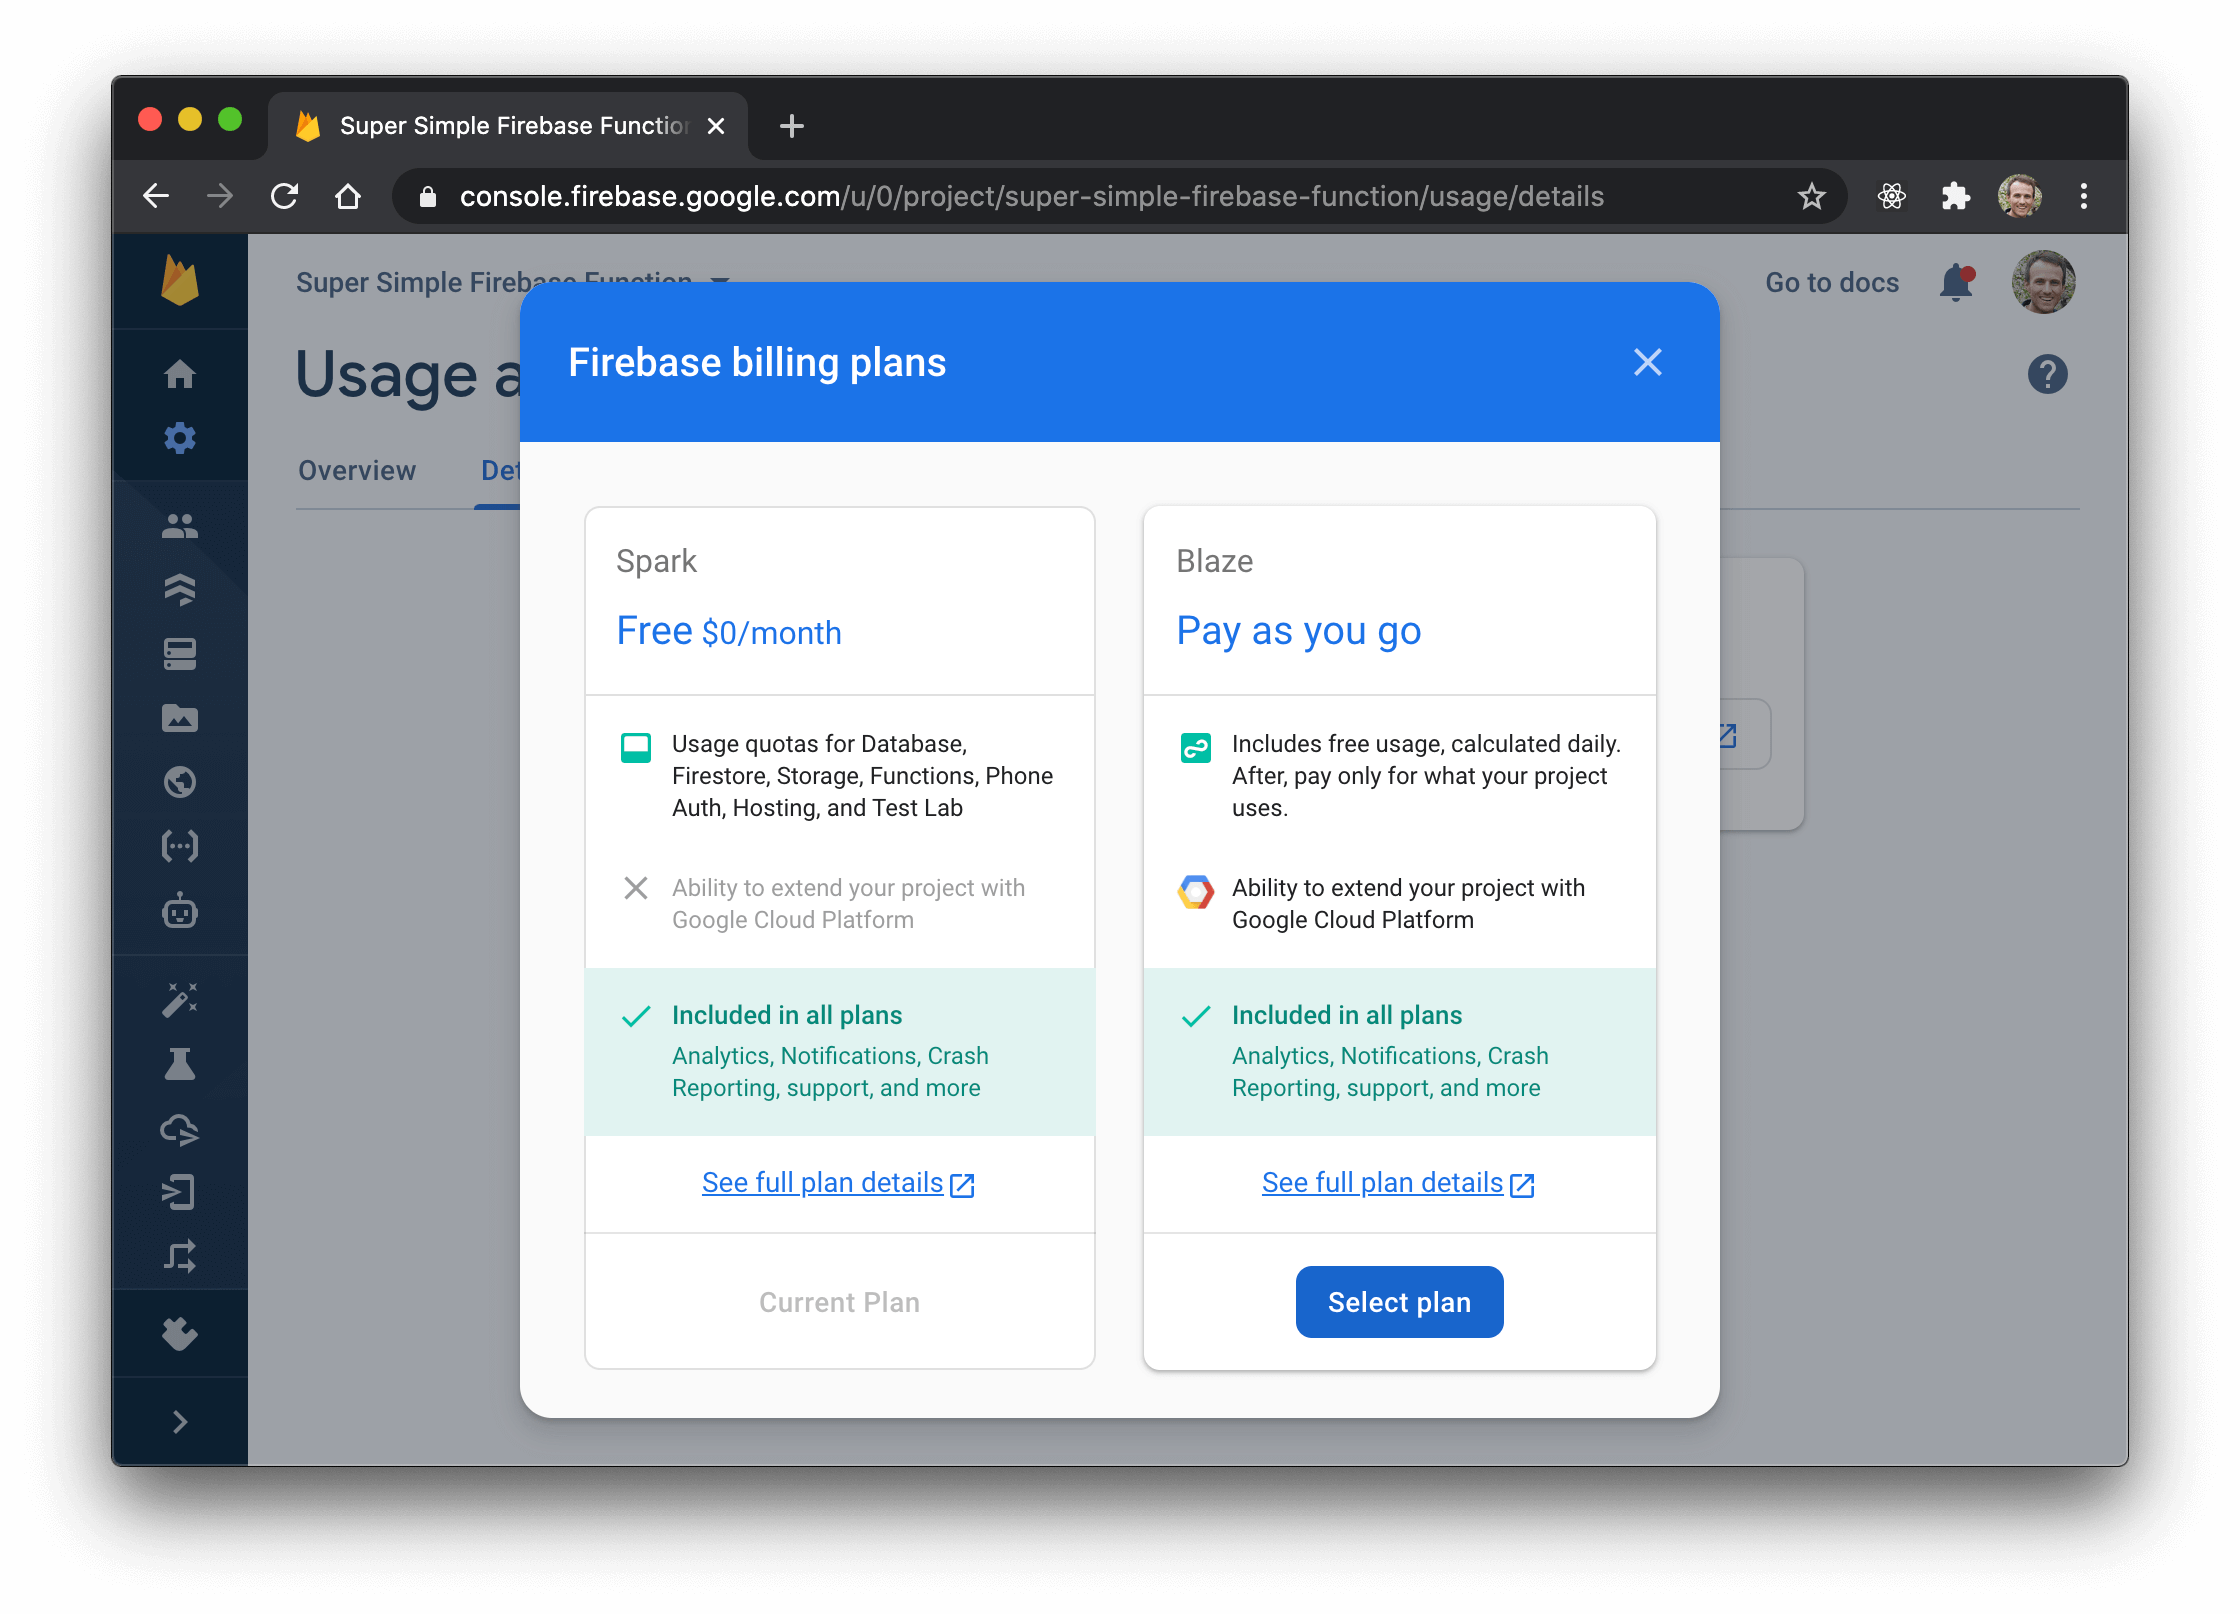 Super Simple Firebase Function
console.firebase.google.com/u/0/project/super-simple-firebase-function/usage/details
Super Simple Firebase Function
Go to docs
Usage a
Overview
Det
Firebase billing plans
Spark
Free $0/month
Usage quotas for Database,
Firestore, Storage, Functions, Phone
Auth, Hosting, and Test Lab
Ability to extend your project with
Google Cloud Platform
Included in all plans
Analytics, Notifications, Crash
Reporting, support, and more
See full plan details
Current Plan
Blaze
Pay as you go
Includes free usage, calculated daily.
After, pay only for what your project
uses.
Ability to extend your project with
Google Cloud Platform
Included in all plans
Analytics, Notifications, Crash
Reporting, support, and more
See full plan details
Select plan